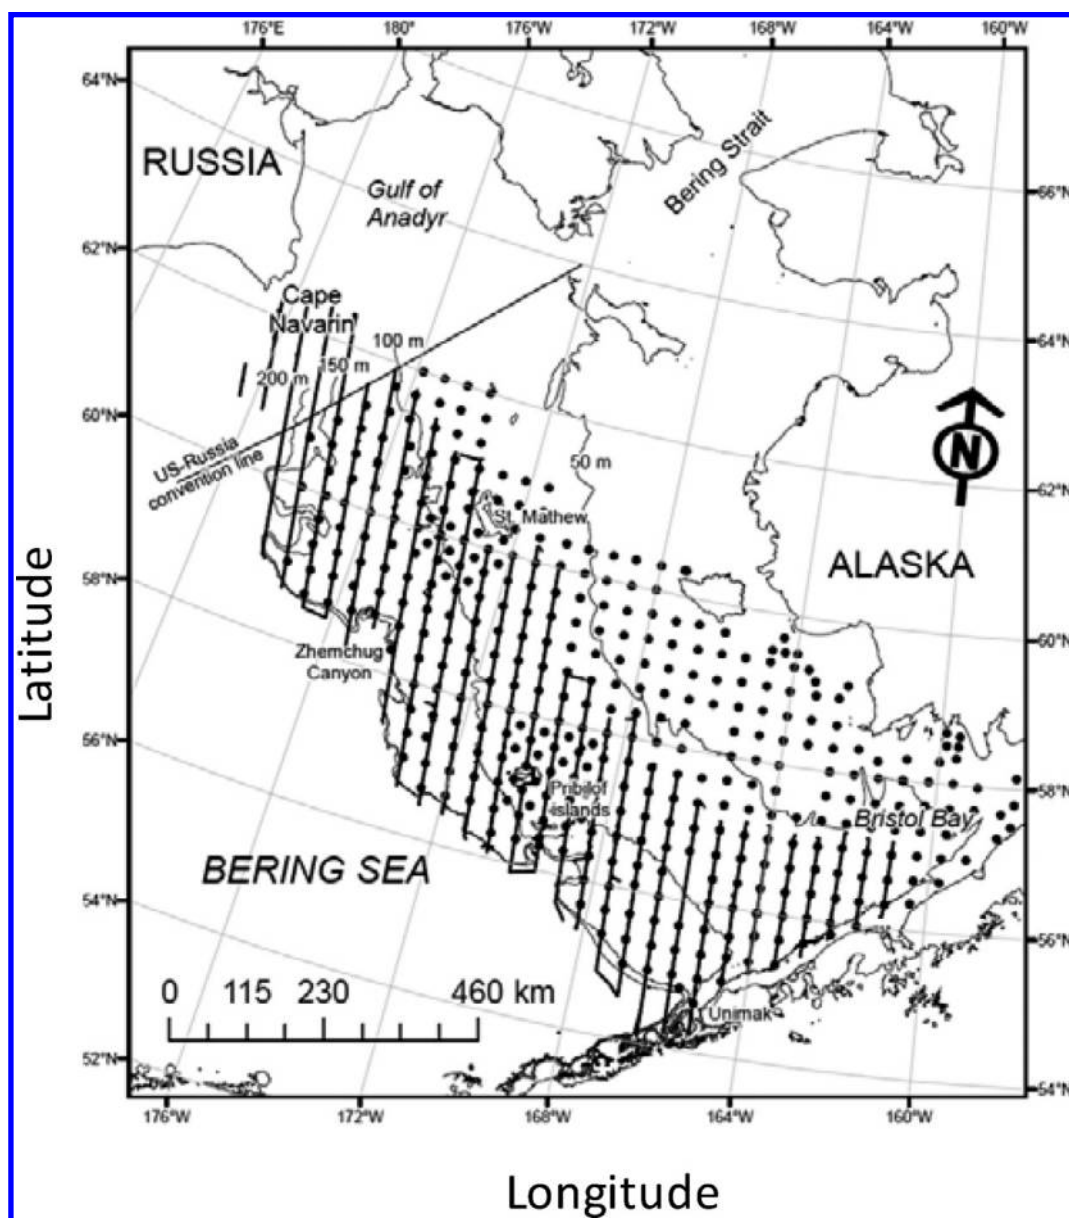 176°E 180° 176°W 172°W 168°W 164°W 160°W
64°N
RUSSIA
Bering Strait
Gulf of
Anadyr
66°N
62°N
Cape
Navarin
64°N
100 m
150 m
200 m
60°N
US-Russia
convention line
50 m
N
62°N
St. Mathew
ALASKA
58°N
Latitude
60°N
Zhemchug
Canyon
56°N
Pribilof
islands
58°N
Bristol Bay
BERING SEA
54°N
56°N
0 115 230 460 km
Unimak
52°N
54°N
176°W 172°W 168°W 164°W 160°W
Longitude